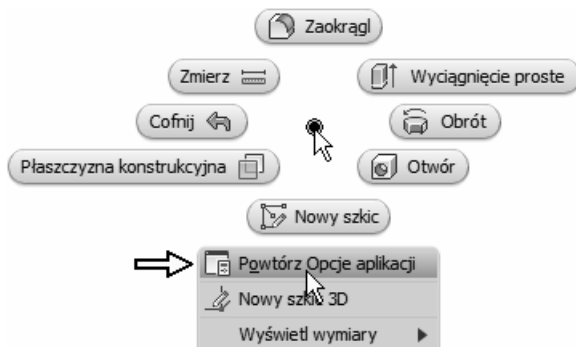 Zaokrągl
Zmierz
Wyciągnięcie proste
Cofnij
Obrót
Płaszczyzna konstrukcyjna
Otwór
Nowy szkic
Powtórz Opcje aplikacji
Nowy szkic 3D
Wyświetl wymiary